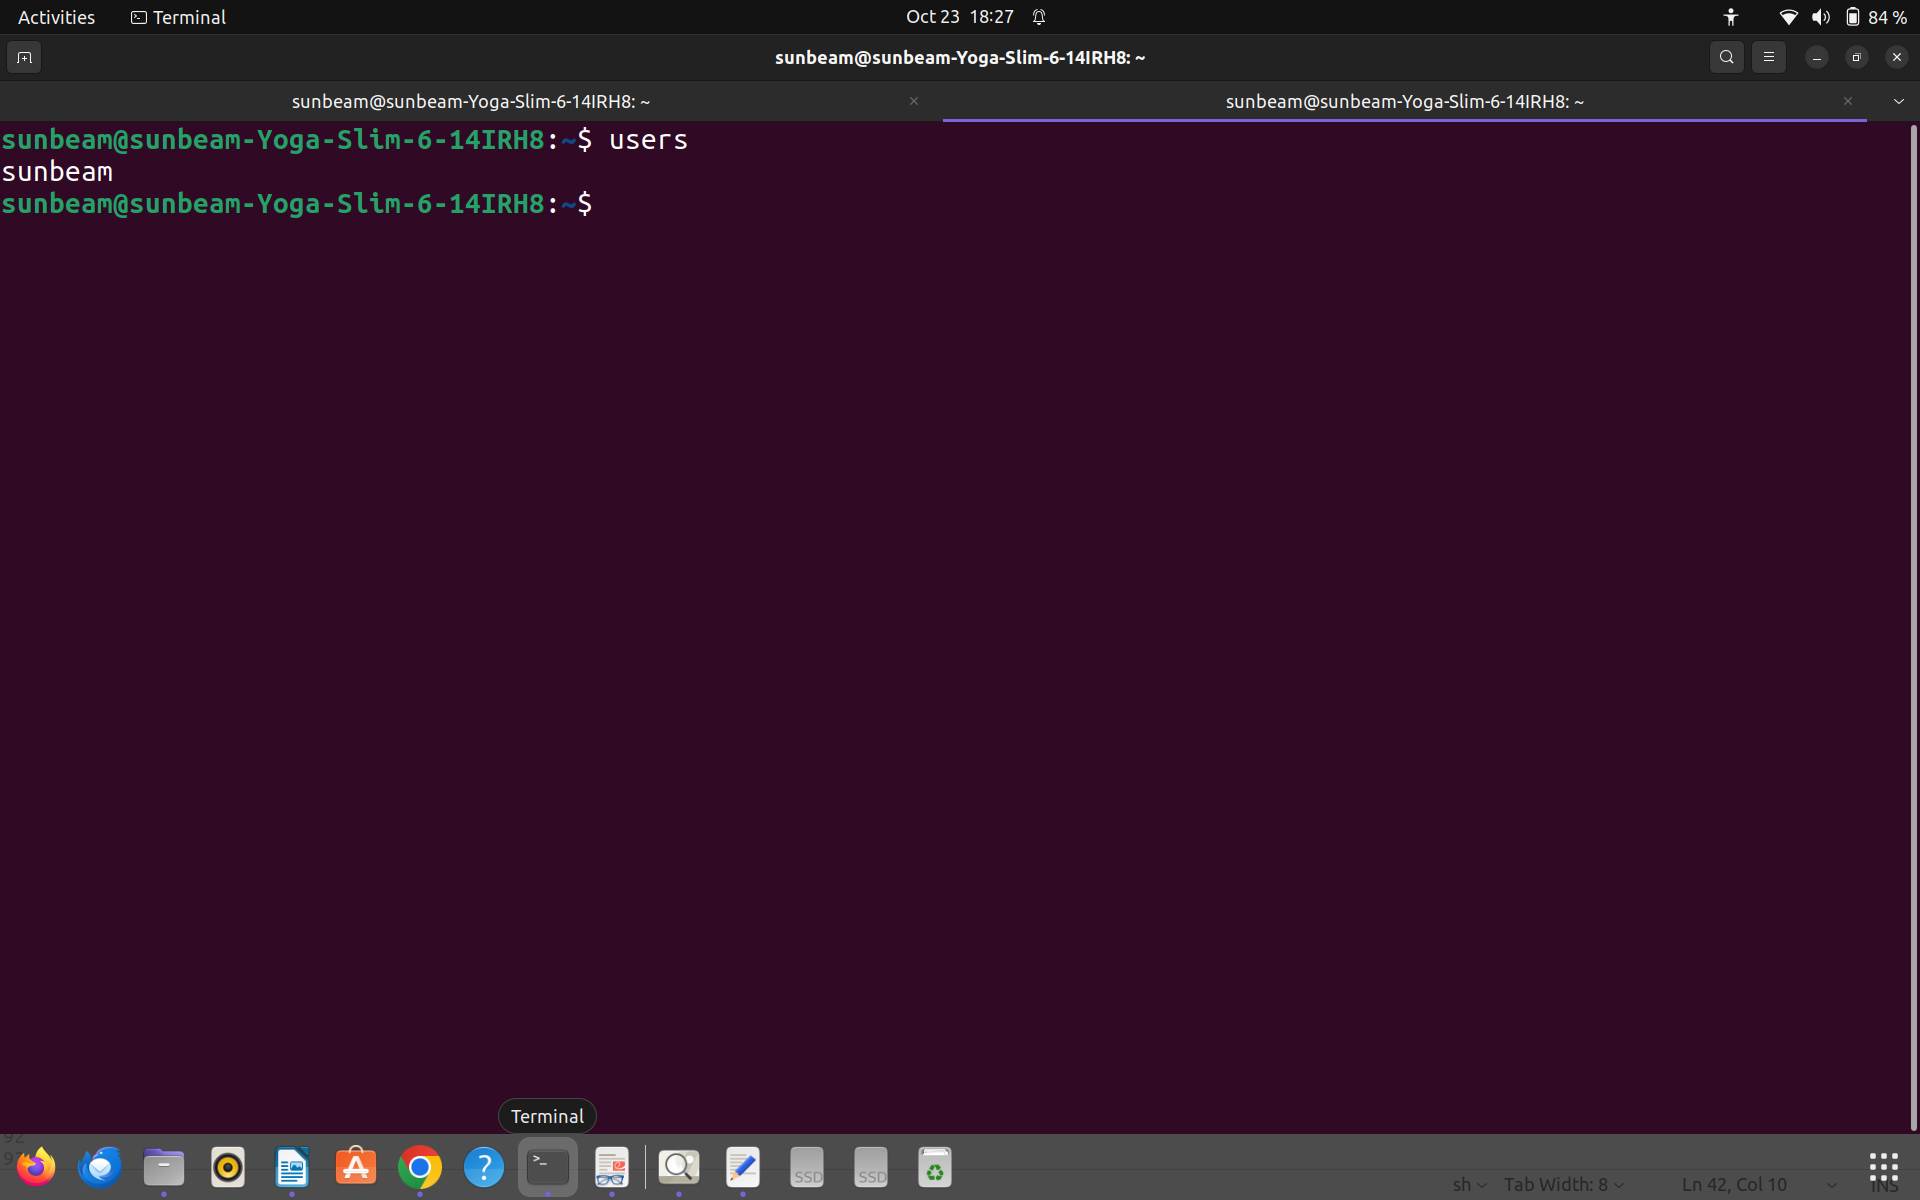 Activities
Terminal
Oct 23 18:27
84 %
sunbeam@sunbeam-Yoga-Slim-6-14IRH8: ~
sunbeam@sunbeam-Yoga-Slim-6-14IRH8: ~
sunbeam@sunbeam-Yoga-Slim-6-14IRH8: ~
sunbeam@sunbeam-Yoga-Slim-6-14IRH8:~$ users
sunbeam
sunbeam@sunbeam-Yoga-Slim-6-14IRH8:~$
Terminal
92
SSD
SSD
sh
Tab Width: 8
Ln 42, Col 10
INS